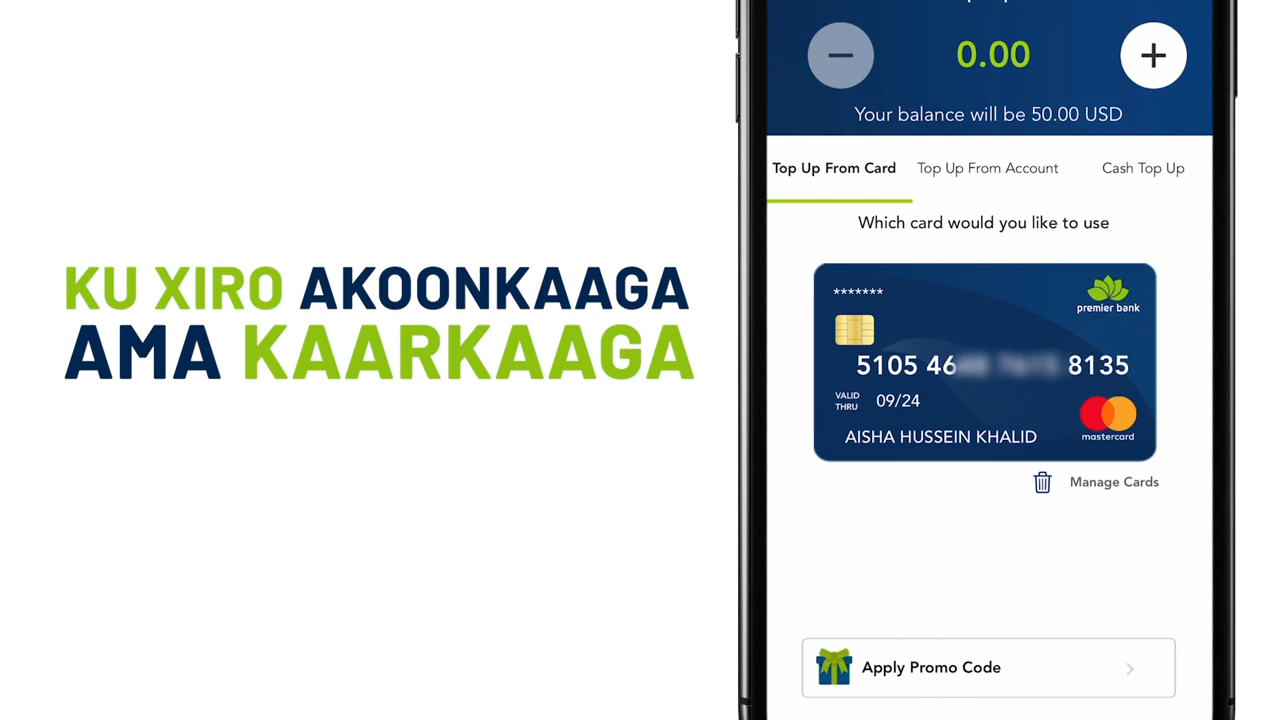 KU XIRO AKOONKAAGA
AMA KAARKAAGA
0.00
Your balance will be 50.00 USD
Top Up From Card
Top Up From Account
Cash Top Up
Which card would you like to use
*******
premier bank
5105 46 8135
VALID
THRU
09/24
AISHA HUSSEIN KHALID
mastercard
Manage Cards
Apply Promo Code